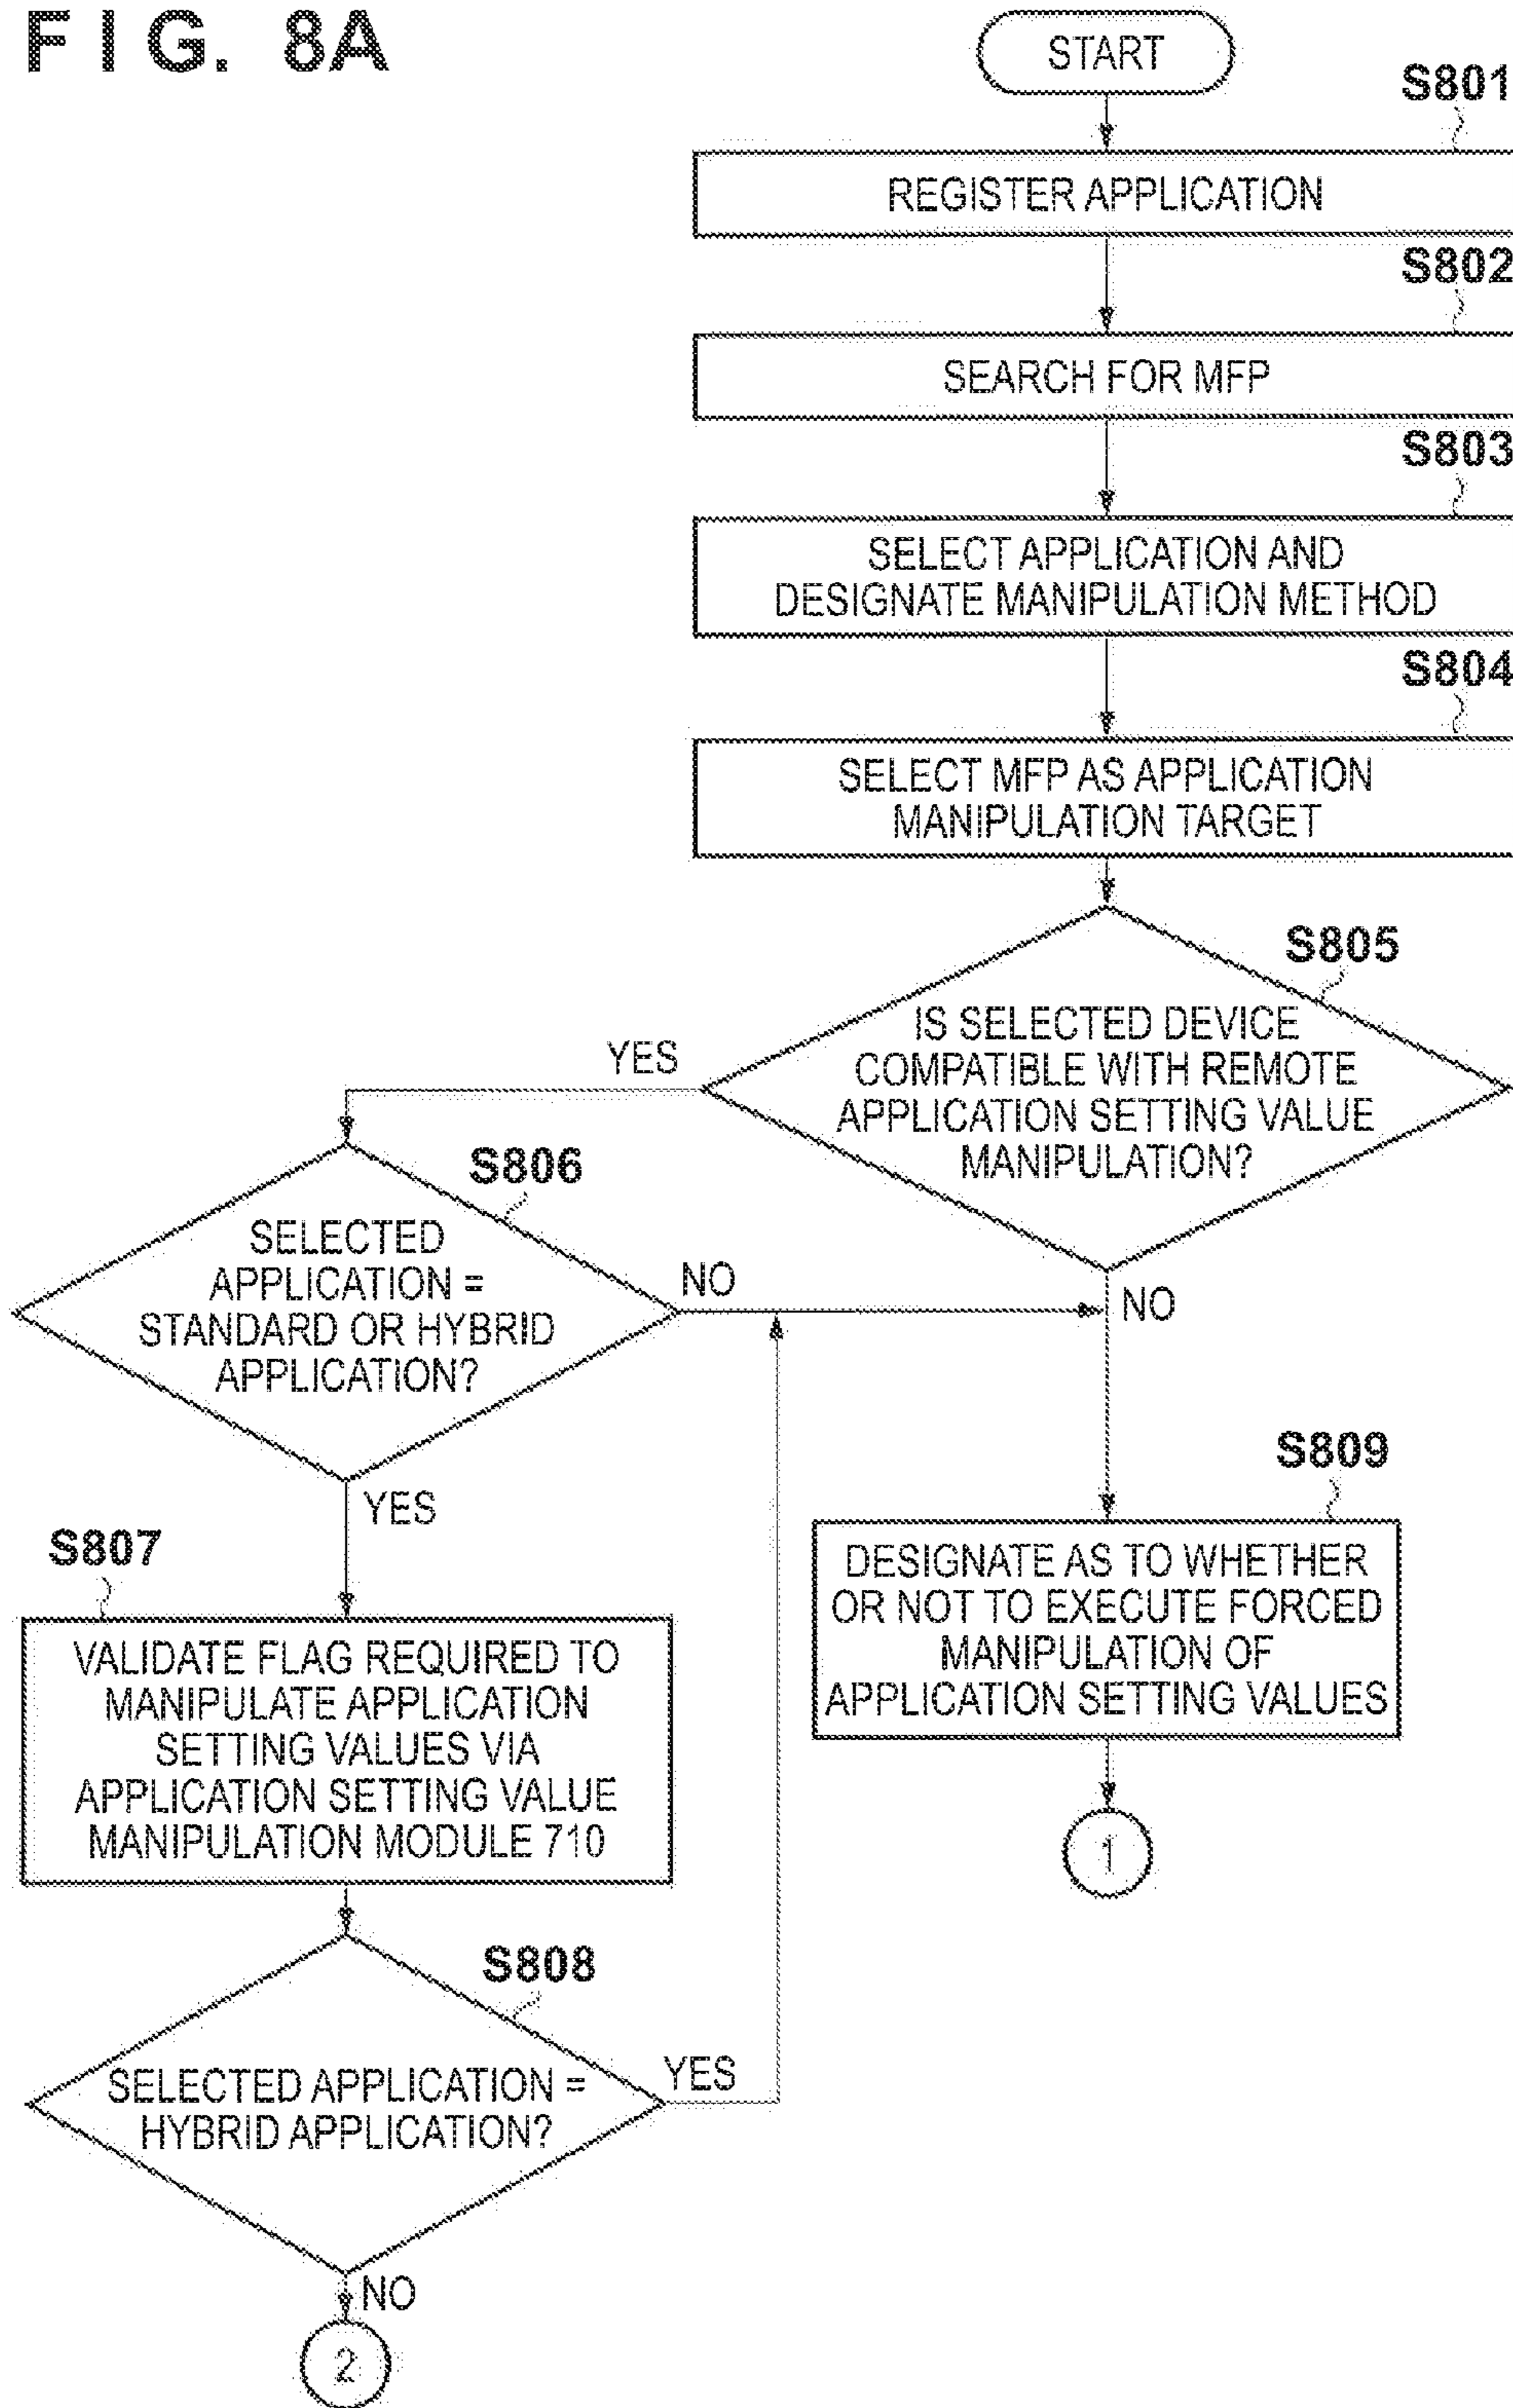 FIG. 8A
START
S801
REGISTER APPLICATION
S802
SEARCH FOR MFP
S803
SELECT APPLICATION AND
DESIGNATE MANIPULATION METHOD
S804
SELECT MFP AS APPLICATION
MANIPULATION TARGET
S805
IS SELECTED DEVICE
COMPATIBLE WITH REMOTE
APPLICATION SETTING VALUE
MANIPULATION?
YES
NO
S806
SELECTED
APPLICATION =
STANDARD OR HYBRID
APPLICATION?
NO
YES
S807
VALIDATE FLAG REQUIRED TO
MANIPULATE APPLICATION
SETTING VALUES VIA
APPLICATION SETTING VALUE
MANIPULATION MODULE 710
S808
SELECTED APPLICATION =
HYBRID APPLICATION?
YES
NO
2
S809
DESIGNATE AS TO WHETHER
OR NOT TO EXECUTE FORCED
MANIPULATION OF
APPLICATION SETTING VALUES
1